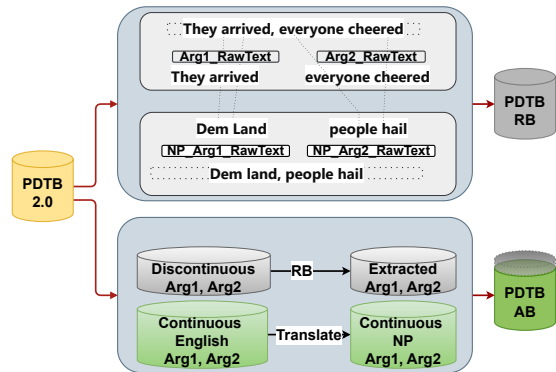 They arrived, everyone cheered
Arg1_RawText Arg2_RawText
They arrived everyone cheered
Dem Land people hail
NP_Arg1_RawText NP_Arg2_RawText
Dem land, people hail
PDTB
RB
PDTB
2.0
Discontinuous
Arg1, Arg2
RB
Extracted
Arg1, Arg2
Continuous
English
Arg1, Arg2
Translate
Continuous
NP
Arg1, Arg2
PDTB
AB